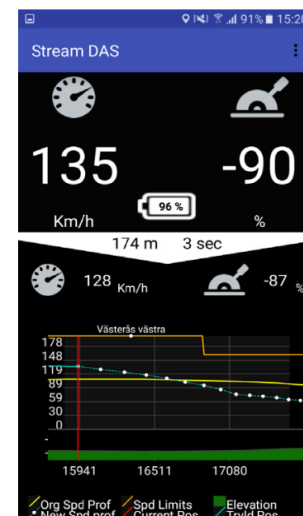 91% 15:20
Stream DAS
135 -90
96 %
Km/h %
174 m 3 sec
128 Km/h -87 %
Västerås västra
178
148
119
89
59
30
0
-
-
15941 16511 17080
Org Spd Prof Spd Limits Elevation
New Spd prof Current Pos Tryld Pos